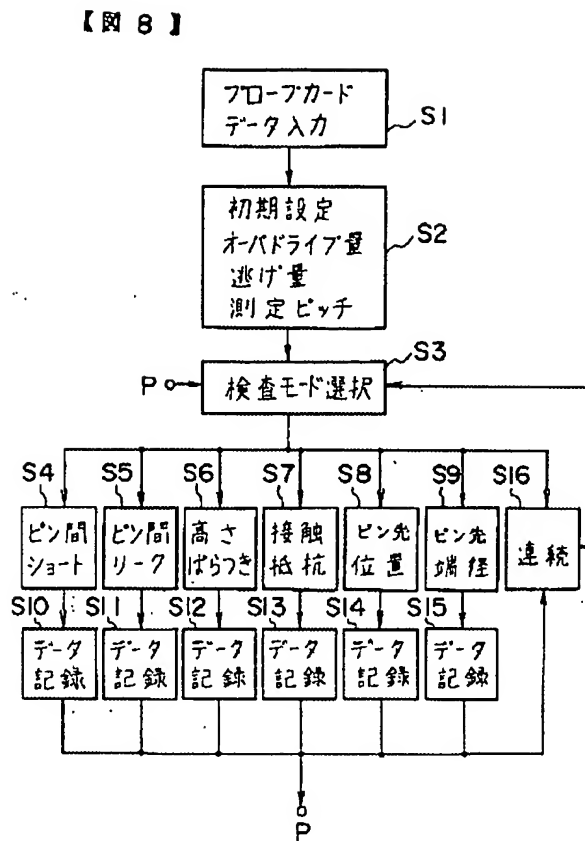 【図 8】
プローブカード
データ入力
S1
初期設定
オーバドライブ量
逃げ量
測定ピッチ
S2
S3
P
検査モード選択
S4
S5
S6
S7
S8
S9
S16
ピン間
ショート
ピン間
リーク
高さ
ばらつき
接触
抵抗
ピン先
位置
ピン先
端径
連続
S10
S11
S12
S13
S14
S15
データ
記録
データ
記録
データ
記録
データ
記録
データ
記録
データ
記録
P